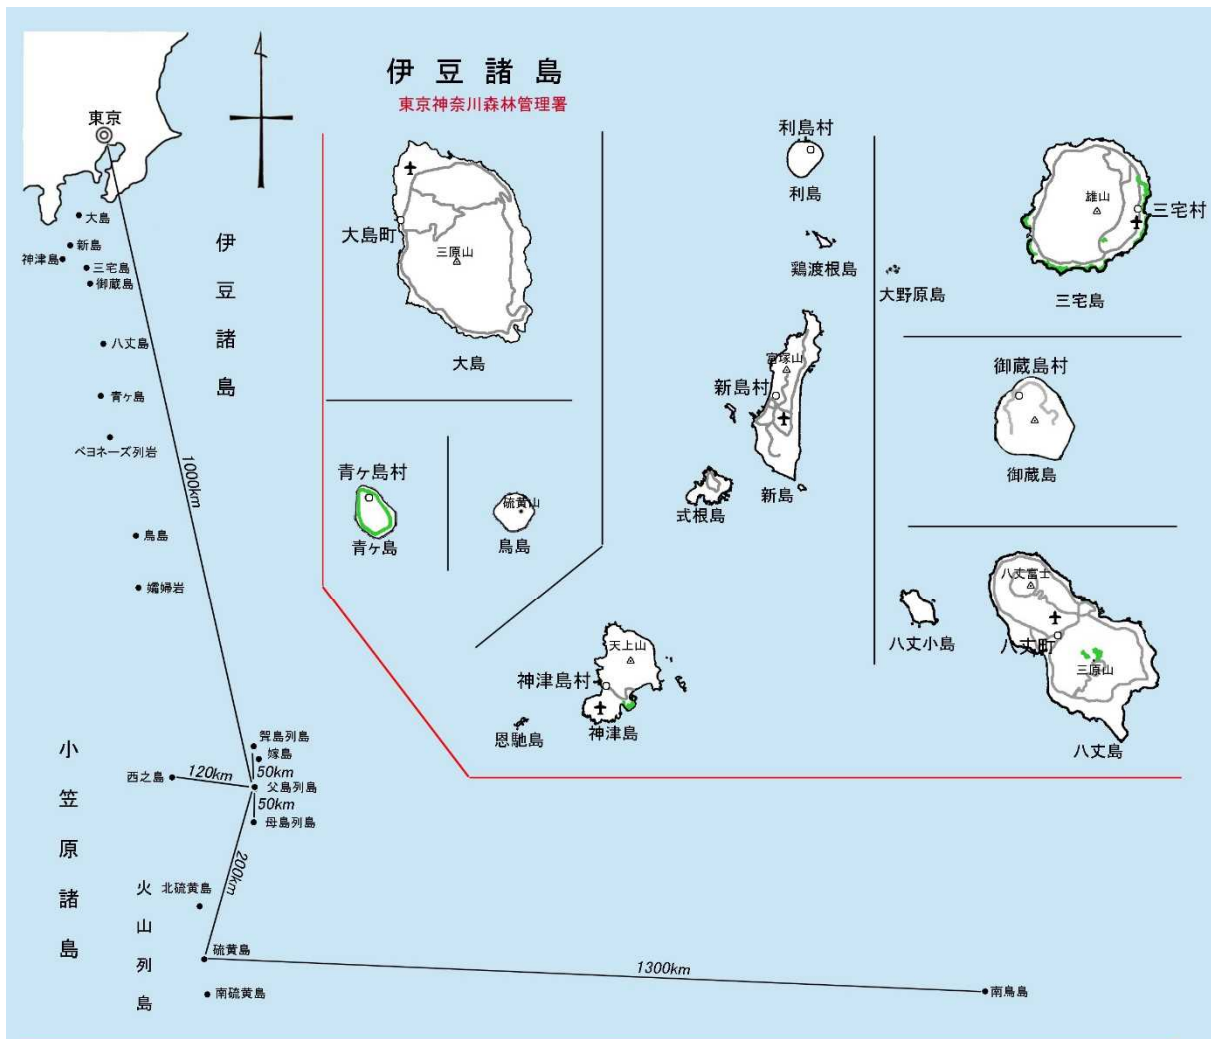 伊豆諸島
東京神奈川森林管理署
東京
大島
新島
神津島
三宅島
御蔵島
八丈島
青ヶ島
ベヨネーズ列岩
鳥島
孀婦岩
伊豆諸島
1000km
小笠原諸島
聟島列島
嫁島
50km
西之島
120km
父島列島
50km
母島列島
200km
火山列島
北硫黄島
硫黄島
南硫黄島
1300km
南鳥島
大島町
三原山
大島
青ヶ島村
青ヶ島
硫黄山
鳥島
利島村
利島
鵜渡根島
富塚山
新島村
新島
式根島
天上山
神津島村
神津島
恩馳島
雄山
三宅村
三宅島
大野原島
御蔵島村
御蔵島
八丈富士
八丈町
三原山
八丈小島
八丈島